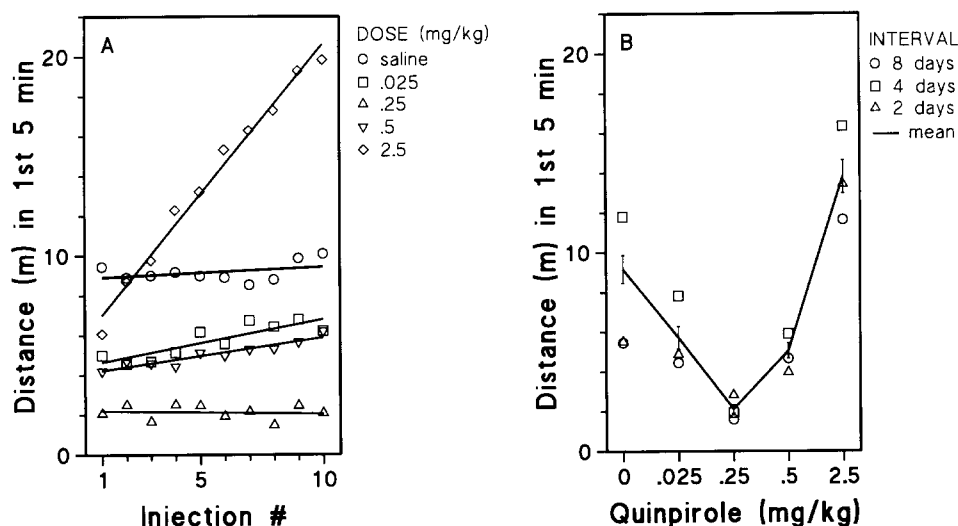 A
DOSE (mg/kg)
saline
.025
.25
.5
2.5
Distance (m) in 1st 5 min
20
10
0
1
5
10
Injection #
B
INTERVAL
8 days
4 days
2 days
mean
Distance (m) in 1st 5 min
20
10
0
0
.025
.25
.5
2.5
Quinpirole (mg/kg)